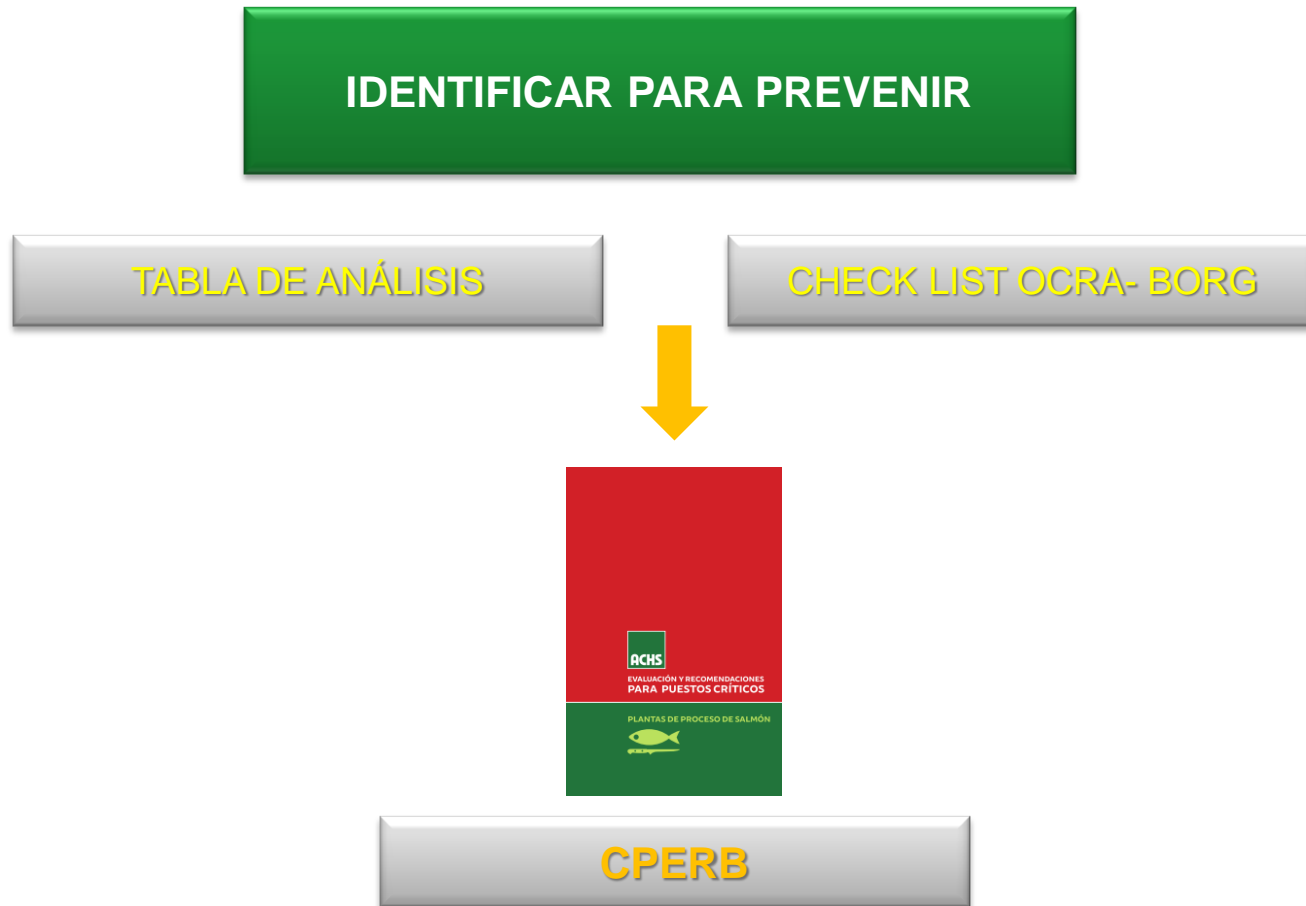 IDENTIFICAR PARA PREVENIR
TABLA DE ANÁLISIS
CHECK LIST OCRA- BORG
ACHS
EVALUACIÓN Y RECOMENDACIONES
PARA PUESTOS CRÍTICOS
PLANTAS DE PROCESO DE SALMÓN
CPERB